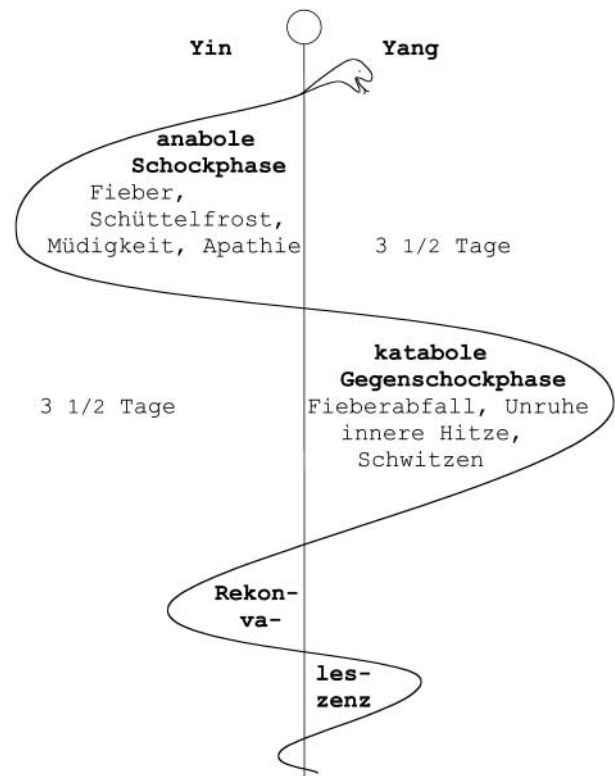 Yin Yang
anabole
Schockphase
Fieber,
Schüttelfrost,
Müdigkeit, Apathie
3 1/2 Tage
katabole
Gegenschockphase
3 1/2 Tage
Fieberabfall, Unruhe
innere Hitze,
Schwitzen
Rekon-
va-
les-
zenz